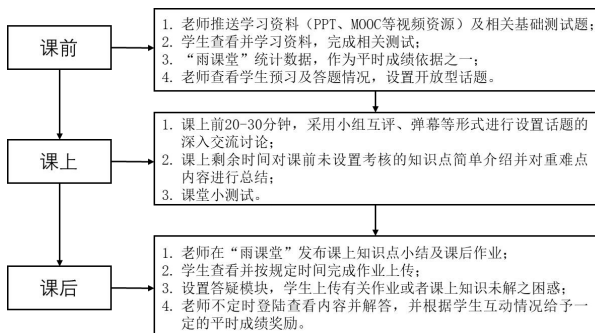 课前
1. 老师推送学习资料（PPT、MOOC等视频资源）及相关基础测试题；
2. 学生查看并学习资料，完成相关测试；
3. “雨课堂”统计数据，作为平时成绩依据之一；
4. 老师查看学生预习及答题情况，设置开放型话题。
课上
1. 课上前20-30分钟，采用小组互评、弹幕等形式进行设置话题的
深入交流讨论；
2. 课上剩余时间对课前未设置考核的知识点简单介绍并对重难点
内容进行总结；
3. 课堂小测试。
课后
1. 老师在“雨课堂”发布课上知识点小结及课后作业；
2. 学生查看并按规定时间完成作业上传；
3. 设置答疑模块，学生上传有关作业或者课上知识未解之困惑；
4. 老师不定时登陆查看内容并解答，并根据学生互动情况给予一
定的平时成绩奖励。